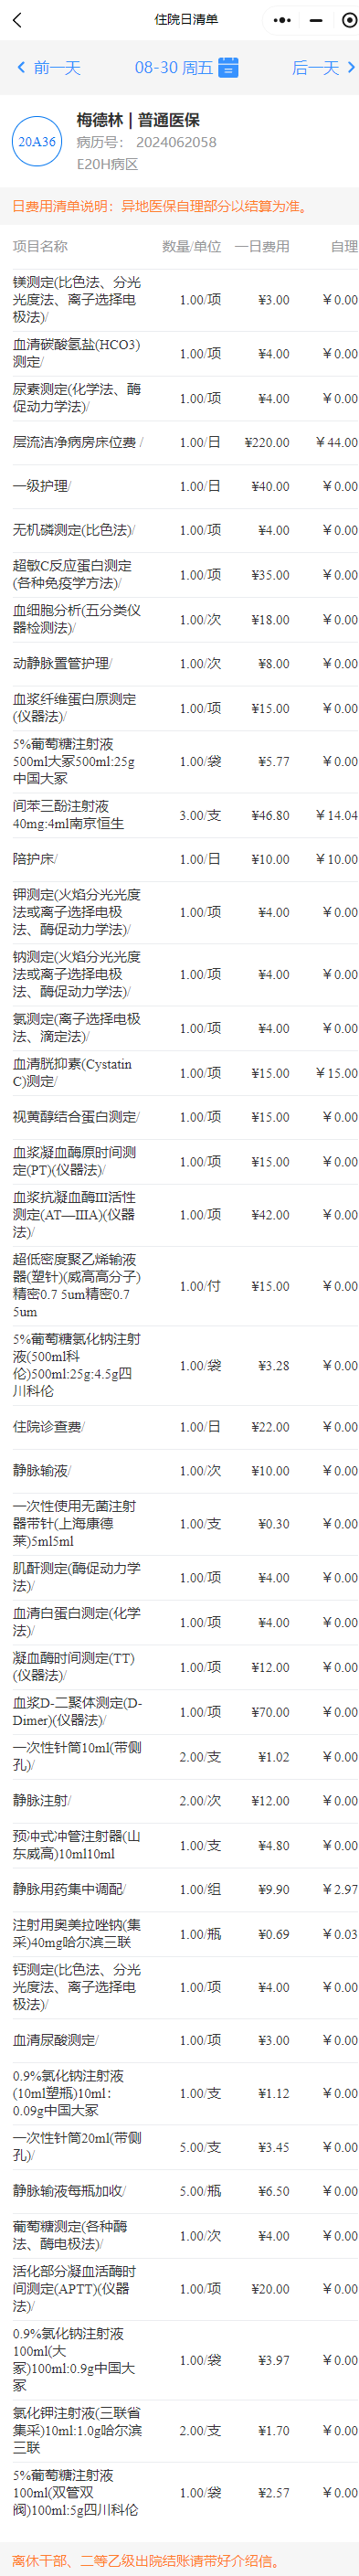 住院日清单
前一天 08-30 周五 后一天
20A36
梅德林 | 普通医保
病历号： 2024062058
E20H病区
日费用清单说明：异地医保自理部分以结算为准。
项目名称 数量/单位 一日费用 自理
镁测定(比色法、分光
光度法、离子选择电
极法)/
1.00/项 ¥3.00 ￥0.00
血清碳酸氢盐(HCO3)
测定/
1.00/项 ¥4.00 ￥0.00
尿素测定(化学法、酶
促动力学法)/
1.00/项 ¥4.00 ￥0.00
层流洁净病房床位费 / 1.00/日 ¥220.00 ￥44.00
一级护理/ 1.00/日 ¥40.00 ￥0.00
无机磷测定(比色法)/ 1.00/项 ¥4.00 ￥0.00
超敏C反应蛋白测定
(各种免疫学方法)/
1.00/项 ¥35.00 ￥0.00
血细胞分析(五分类仪
器检测法)/
1.00/次 ¥18.00 ￥0.00
动静脉置管护理/ 1.00/次 ¥8.00 ￥0.00
血浆纤维蛋白原测定
(仪器法)/
1.00/项 ¥15.00 ￥0.00
5%葡萄糖注射液
500ml大冢500ml:25g
中国大冢
1.00/袋 ¥5.77 ￥0.00
间苯三酚注射液
40mg:4ml南京恒生
3.00/支 ¥46.80 ￥14.04
陪护床/ 1.00/日 ¥10.00 ￥10.00
钾测定(火焰分光光度
法或离子选择电极
法、酶促动力学法)/
1.00/项 ¥4.00 ￥0.00
钠测定(火焰分光光度
法或离子选择电极
法、酶促动力学法)/
1.00/项 ¥4.00 ￥0.00
氯测定(离子选择电极
法、滴定法)/
1.00/项 ¥4.00 ￥0.00
血清胱抑素(Cystatin
C)测定/
1.00/项 ¥15.00 ￥15.00
视黄醇结合蛋白测定/ 1.00/项 ¥15.00 ￥0.00
血浆凝血酶原时间测
定(PT)(仪器法)/
1.00/项 ¥15.00 ￥0.00
血浆抗凝血酶III活性
测定(AT—IIIA)(仪器
法)/
1.00/项 ¥42.00 ￥0.00
超低密度聚乙烯输液
器(塑针)(威高高分子)
精密0.7 5um精密0.7
5um
1.00/付 ¥15.00 ￥0.00
5%葡萄糖氯化钠注射
液(500ml科
伦)500ml:25g:4.5g四
川科伦
1.00/袋 ¥3.28 ￥0.00
住院诊查费/ 1.00/日 ¥22.00 ￥0.00
静脉输液/ 1.00/次 ¥10.00 ￥0.00
一次性使用无菌注射
器带针(上海康德
莱)5ml5ml
1.00/支 ¥0.30 ￥0.00
肌酐测定(酶促动力学
法)/
1.00/项 ¥4.00 ￥0.00
血清白蛋白测定(化学
法)/
1.00/项 ¥4.00 ￥0.00
凝血酶时间测定(TT)
(仪器法)/
1.00/项 ¥12.00 ￥0.00
血浆D-二聚体测定(D-
Dimer)(仪器法)/
1.00/项 ¥70.00 ￥0.00
一次性针筒10ml(带侧
孔)/
2.00/支 ¥1.02 ￥0.00
静脉注射/ 2.00/次 ¥12.00 ￥0.00
预冲式冲管注射器(山
东威高)10ml10ml
1.00/支 ¥4.80 ￥0.00
静脉用药集中调配/ 1.00/组 ¥9.90 ￥2.97
注射用奥美拉唑钠(集
采)40mg哈尔滨三联
1.00/瓶 ¥0.69 ￥0.03
钙测定(比色法、分光
光度法、离子选择电
极法)/
1.00/项 ¥4.00 ￥0.00
血清尿酸测定/ 1.00/项 ¥3.00 ￥0.00
0.9%氯化钠注射液
(10ml塑瓶)10ml：
0.09g中国大冢
1.00/支 ¥1.12 ￥0.00
一次性针筒20ml(带侧
孔)/
5.00/支 ¥3.45 ￥0.00
静脉输液每瓶加收/ 5.00/瓶 ¥6.50 ￥0.00
葡萄糖测定(各种酶
法、酶电极法)/
1.00/次 ¥4.00 ￥0.00
活化部分凝血活酶时
间测定(APTT)(仪器
法)/
1.00/项 ¥20.00 ￥0.00
0.9%氯化钠注射液
100ml(大
冢)100ml:0.9g中国大
冢
1.00/袋 ¥3.97 ￥0.00
氯化钾注射液(三联省
集采)10ml:1.0g哈尔滨
三联
2.00/支 ¥1.70 ￥0.00
5%葡萄糖注射液
100ml(双管双
阀)100ml:5g四川科伦
1.00/袋 ¥2.57 ￥0.00
离休干部、二等乙级出院结账请带好介绍信。